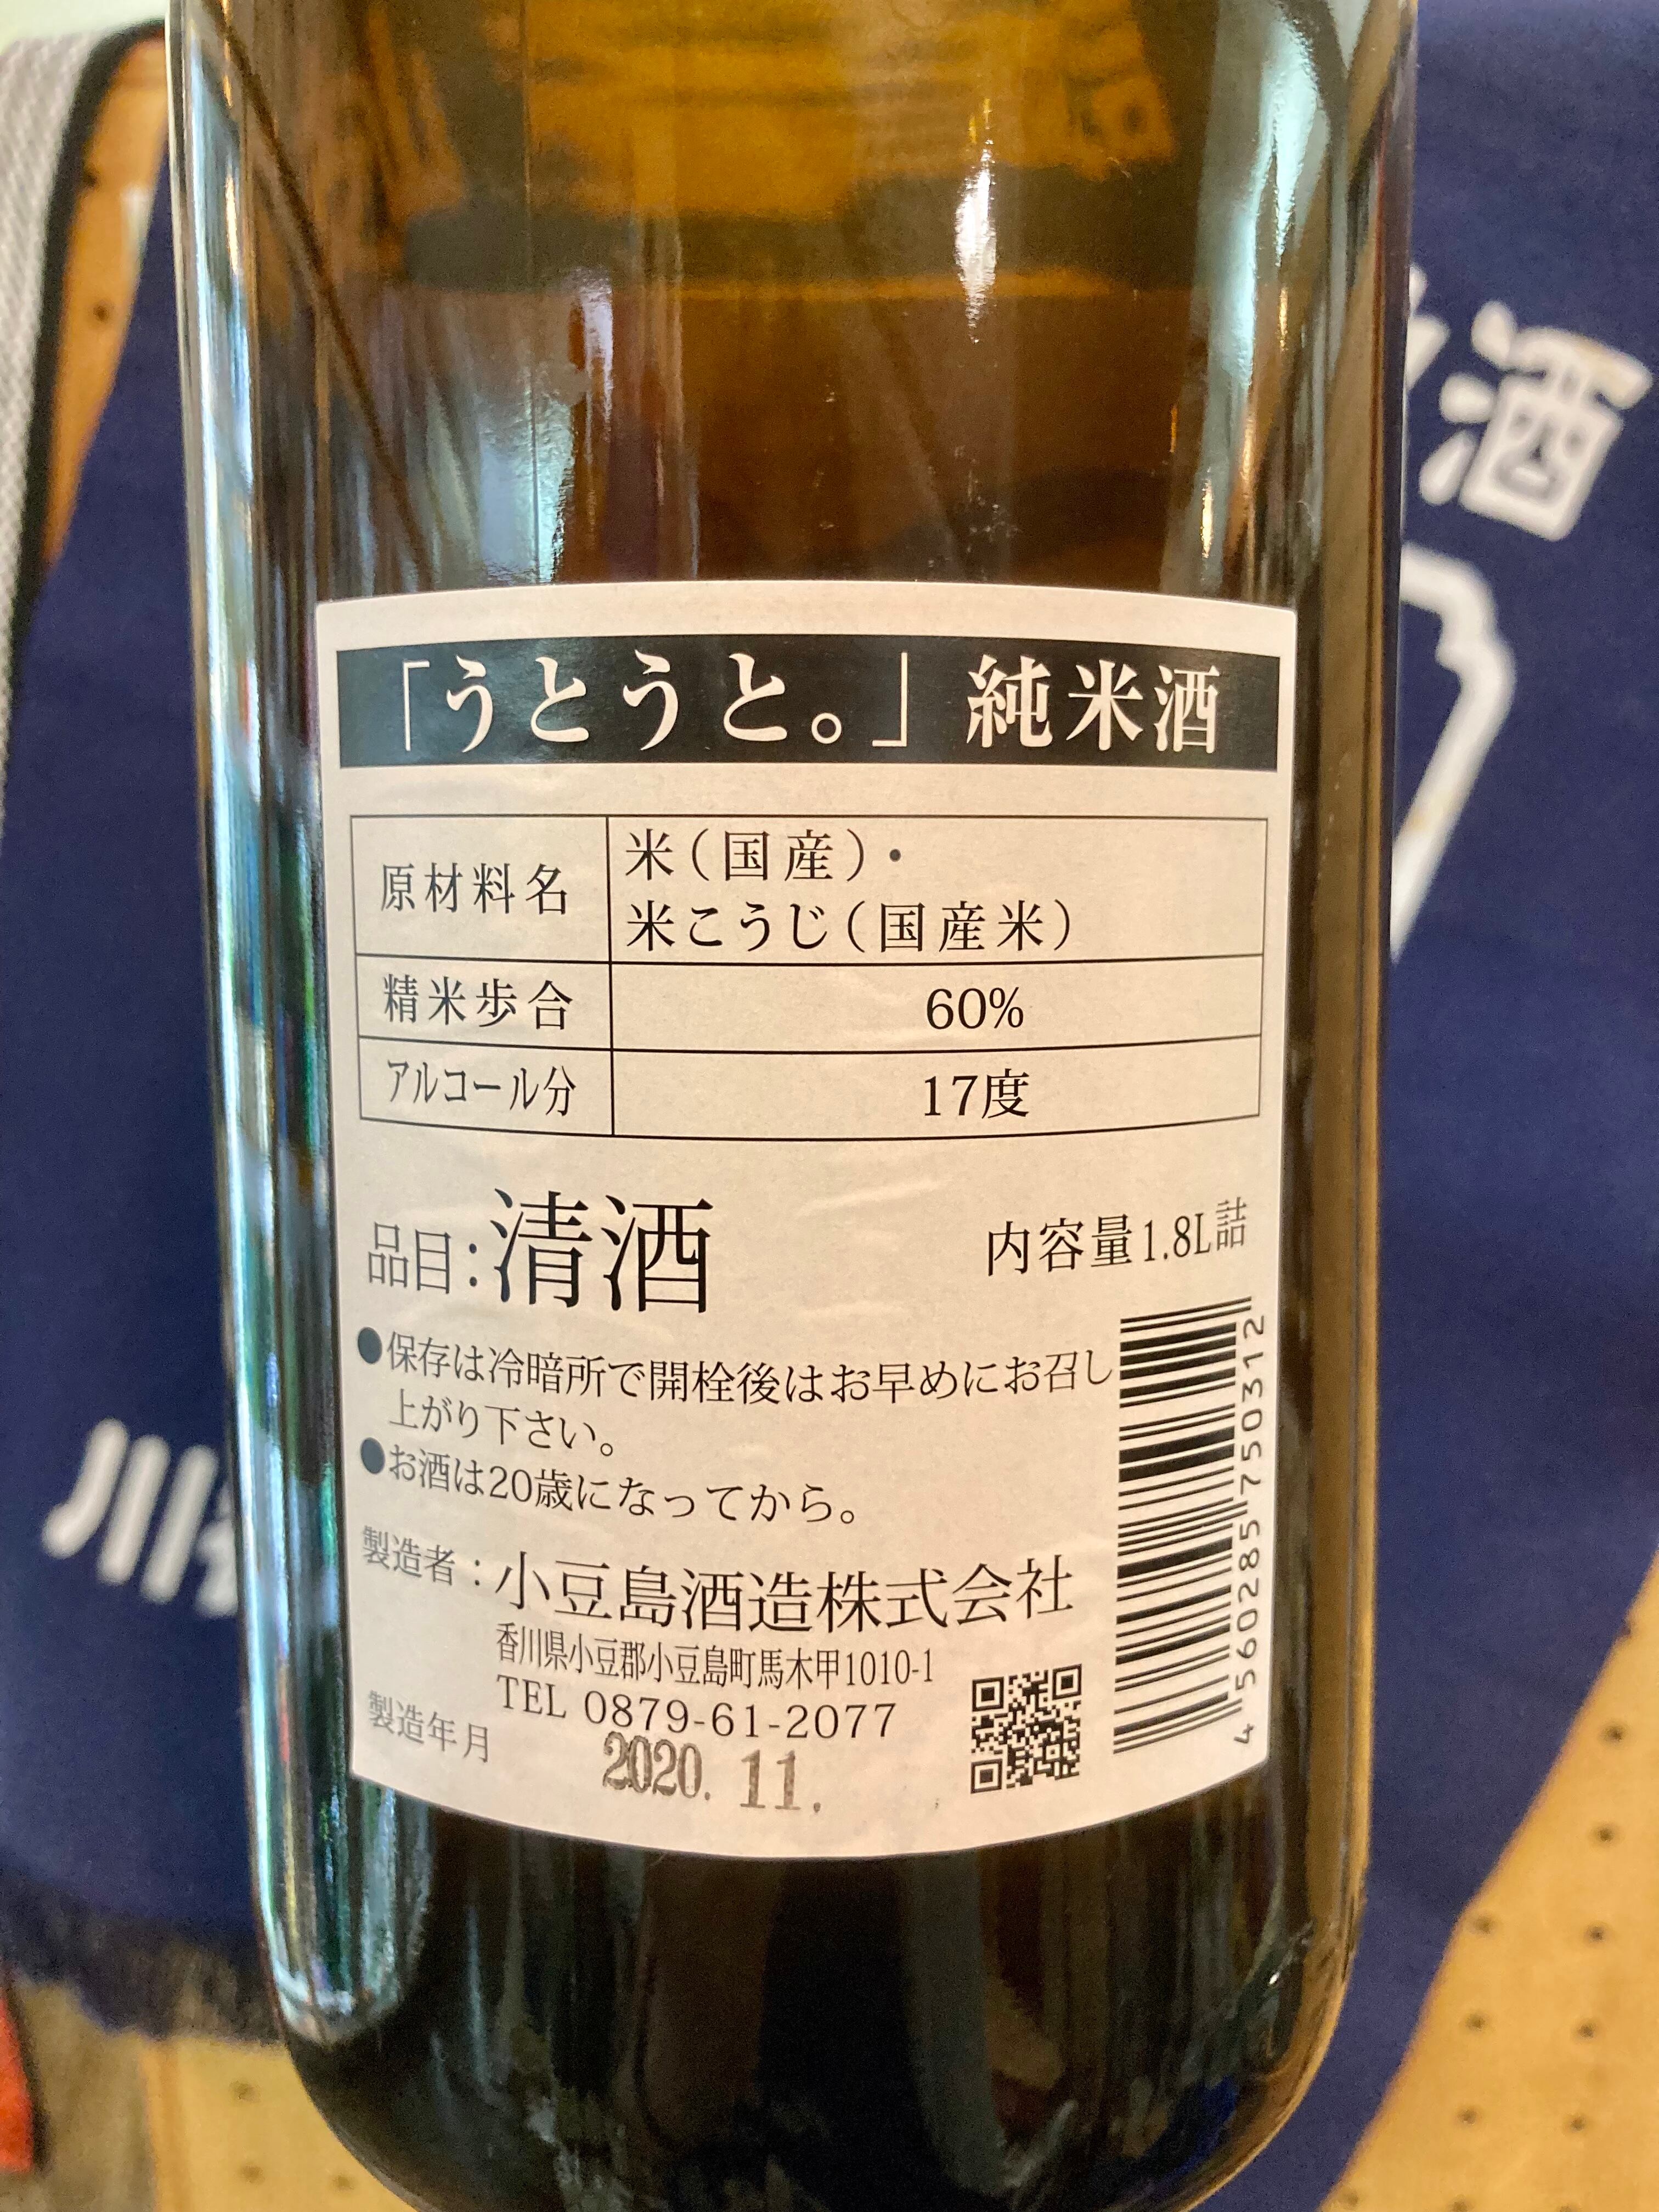 「うとうと。」純米酒
原材料名
米(国産)・
米こうじ(国産米)
精米歩合
60%
アルコール分
17度
品目:清酒
内容量1.8L詰
●保存は冷暗所で開栓後はお早めにお召し
上がり下さい。
●お酒は20歳になってから。
製造者:小豆島酒造株式会社
香川県小豆郡小豆島町馬木甲1010-1
TEL 0879-61-2077
製造年月
2020. 11.
4560285750312
酒
川